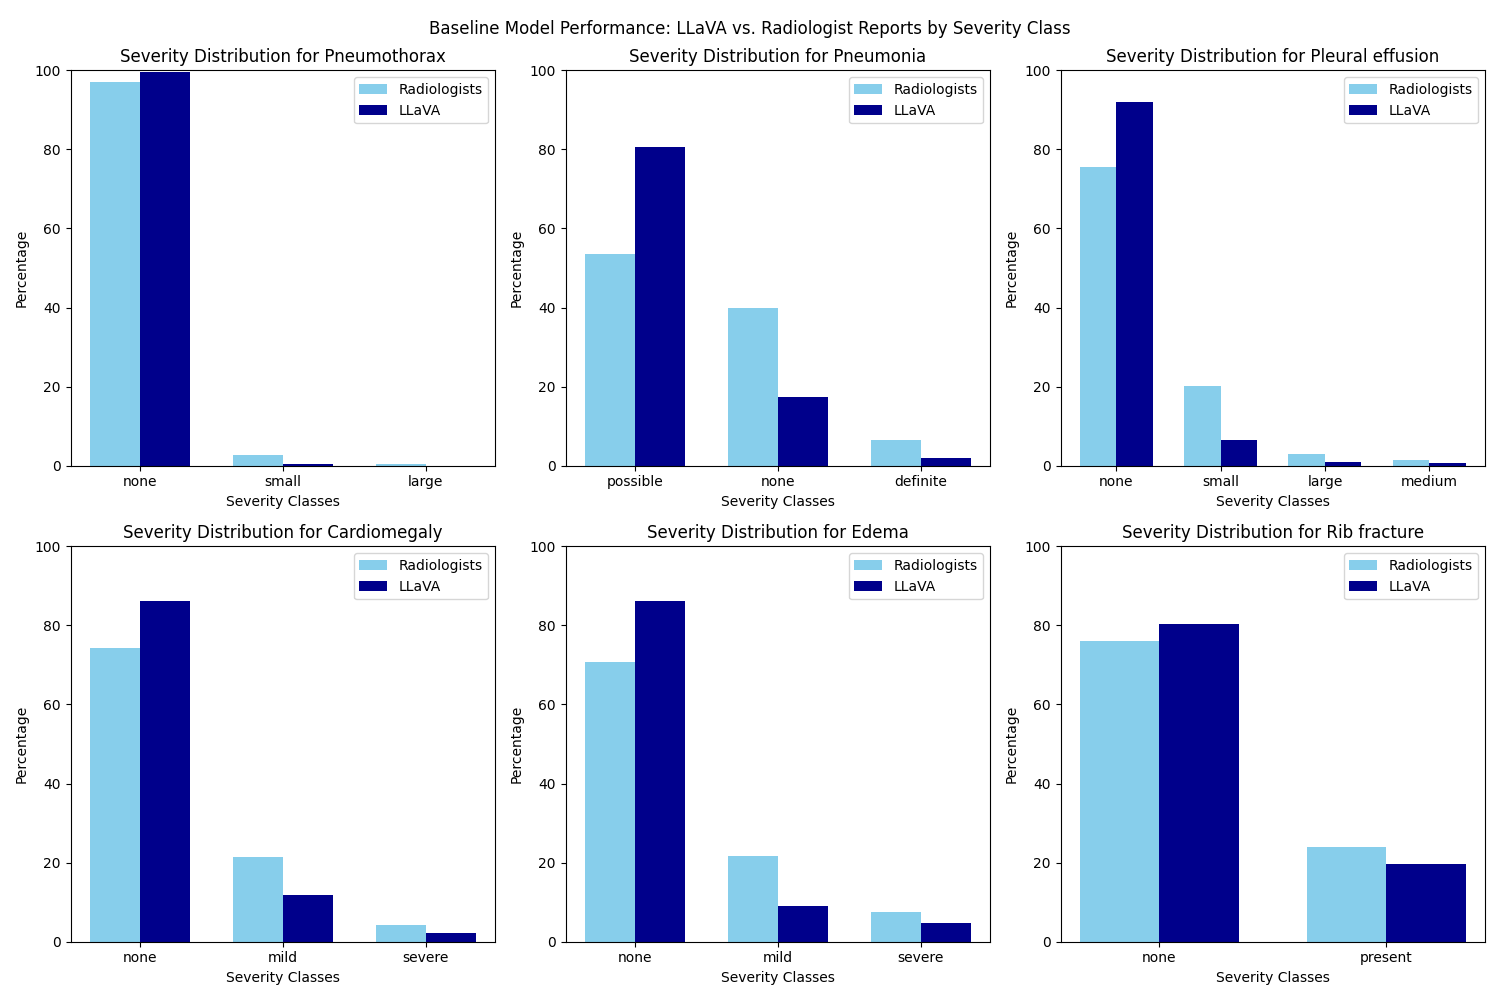 Baseline Model Performance: LLaVA vs. Radiologist Reports by Severity Class
Severity Distribution for Pneumothorax
Percentage
100
80
60
40
20
0
Radiologists
LLaVA
none small large
Severity Classes
Severity Distribution for Pneumonia
Percentage
100
80
60
40
20
0
Radiologists
LLaVA
possible none definite
Severity Classes
Severity Distribution for Pleural effusion
Percentage
100
80
60
40
20
0
Radiologists
LLaVA
none small large medium
Severity Classes
Severity Distribution for Cardiomegaly
Percentage
100
80
60
40
20
0
Radiologists
LLaVA
none mild severe
Severity Classes
Severity Distribution for Edema
Percentage
100
80
60
40
20
0
Radiologists
LLaVA
none mild severe
Severity Classes
Severity Distribution for Rib fracture
Percentage
100
80
60
40
20
0
Radiologists
LLaVA
none present
Severity Classes